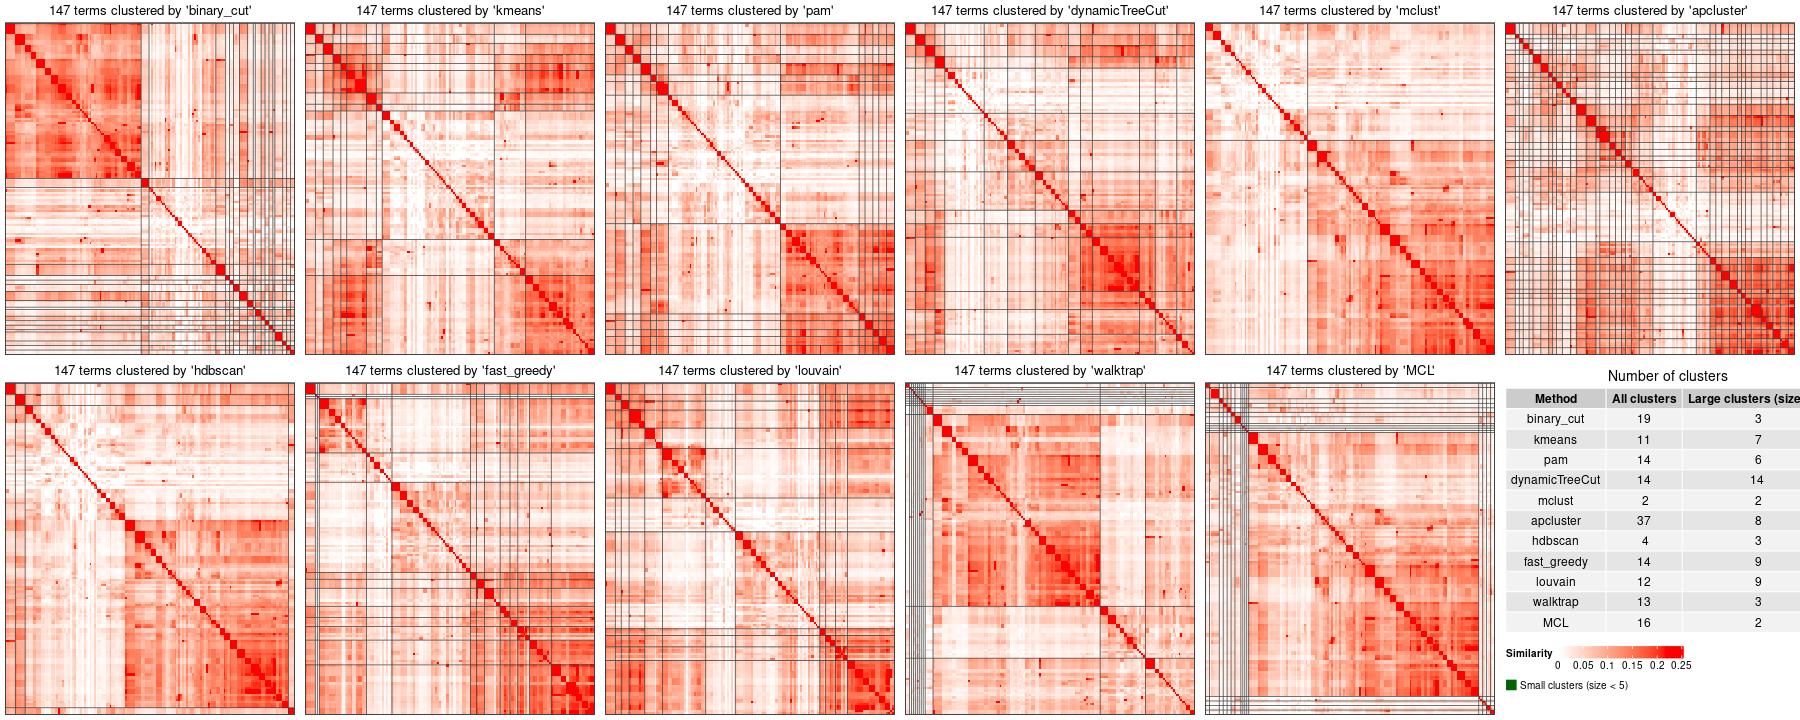 147 terms clustered by 'binary_cut'
147 terms clustered by 'kmeans'
147 terms clustered by 'pam'
147 terms clustered by 'dynamicTreeCut'
147 terms clustered by 'mclust'
147 terms clustered by 'apcluster'
147 terms clustered by 'hdbscan'
147 terms clustered by 'fast_greedy'
147 terms clustered by 'louvain'
147 terms clustered by 'walktrap'
147 terms clustered by 'MCL'
Number of clusters
Method All clusters Large clusters (size
binary_cut 19 3
kmeans 11 7
pam 14 6
dynamicTreeCut 14 14
mclust 2 2
apcluster 37 8
hdbscan 4 3
fast_greedy 14 9
louvain 12 9
walktrap 13 3
MCL 16 2
Similarity
0 0.05 0.1 0.15 0.2 0.25
Small clusters (size < 5)